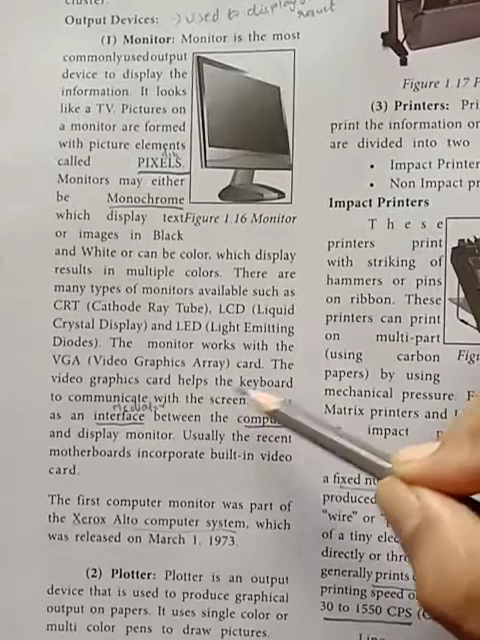 cluster.
Output Devices: → used to display
result
(1) Monitor: Monitor is the most
commonly used output
device to display the
information. It looks
like a TV. Pictures on
a monitor are formed
with picture elements
called PIXELS.
Monitors may either
be Monochrome
which display text
or images in Black
Figure 1.16 Monitor
and White or can be color, which display
results in multiple colors. There are
many types of monitors available such as
CRT (Cathode Ray Tube), LCD (Liquid
Crystal Display) and LED (Light Emitting
Diodes). The monitor works with the
VGA (Video Graphics Array) card. The
video graphics card helps the keyboard
to communicate with the screen.
mediator
as an interface between the
and display monitor. Usually the recent
motherboards incorporate built-in video
card.
The first computer monitor was part of
the Xerox Alto computer system, which
was released on March 1, 1973.
(2) Plotter: Plotter is an output
device that is used to produce graphical
output on papers. It uses single color or
multi color pens to draw pictures.
Figure 1.17
(3) Printers:
print the information
are divided into two
• Impact
• Non Impact
Impact Printers
These
printers print
with striking of
hammers or pins
on ribbon. These
printers can print
on multi-part
(using carbon
papers) by using
mechanical pressure.
Matrix printers and
impact
a fixed
produced
"wire" or
of a tiny
directly or
generally prints
printing speed
30 to 1550 CPS